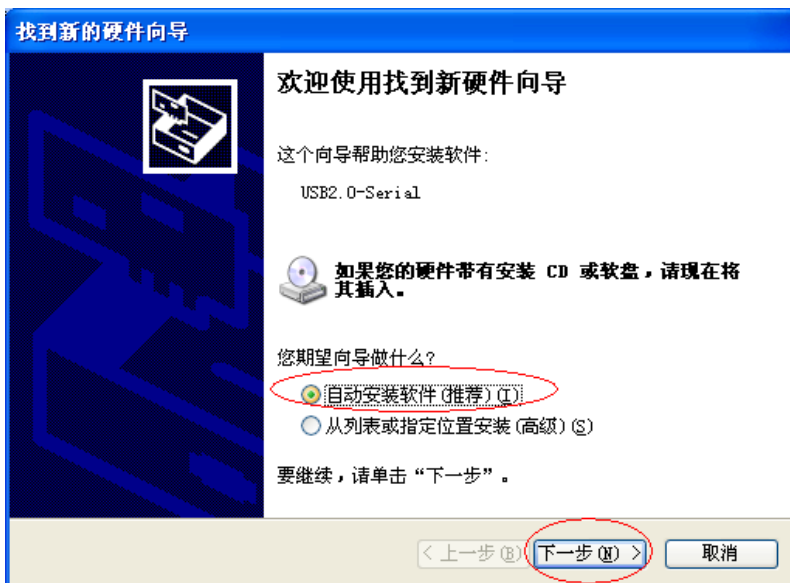 找到新的硬件向导
欢迎使用找到新硬件向导
这个向导帮助您安装软件:
USB2.0-Serial
如果您的硬件带有安装 CD 或软盘，请现在将
其插入。
您期望向导做什么?
自动安装软件(推荐)(I)
从列表或指定位置安装(高级)(S)
要继续，请单击“下一步”。
< 上一步(B)
下一步(N) >
取消